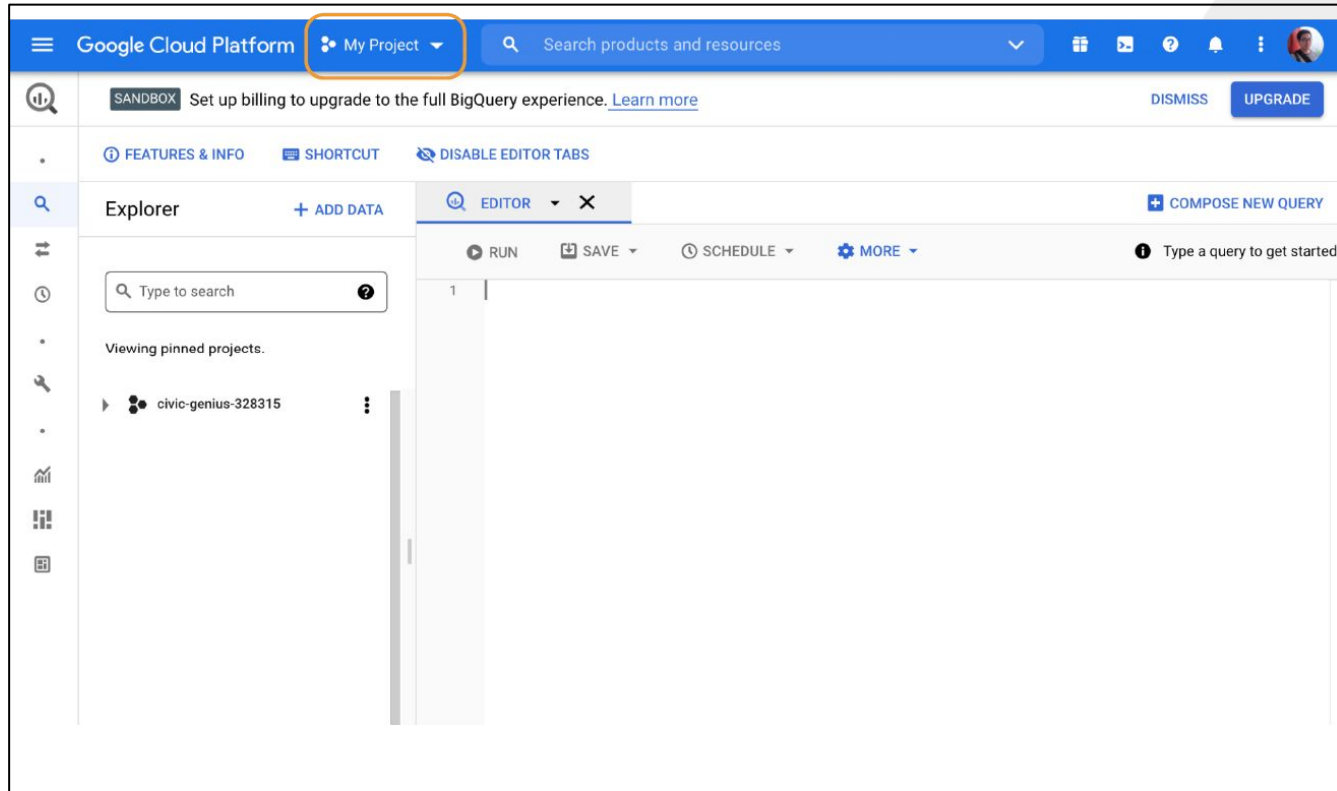 Google Cloud Platform My Project Search products and resources
SANDBOX Set up billing to upgrade to the full BigQuery experience. Learn more DISMISS UPGRADE
FEATURES & INFO SHORTCUT DISABLE EDITOR TABS
Explorer + ADD DATA EDITOR COMPOSE NEW QUERY
RUN SAVE SCHEDULE MORE Type a query to get started
Type to search 1
Viewing pinned projects.
civic-genius-328315